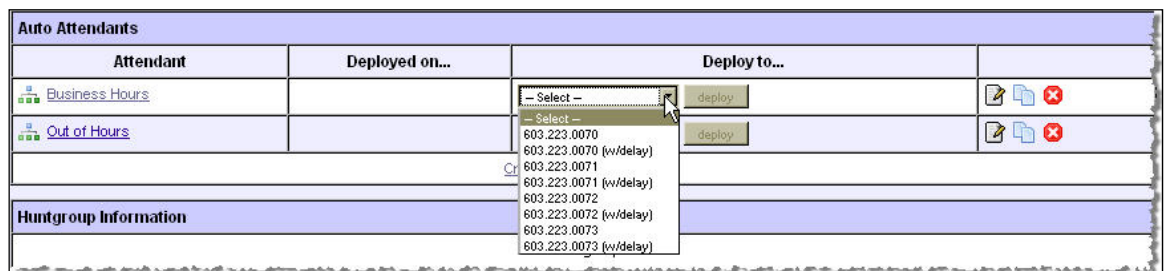 Auto Attendants
Attendant Deployed on... Deploy to...
Business Hours -- Select -- deploy
-- Select --
Out of Hours deploy
603.223.0070
603.223.0070 (w/delay)
603.223.0071
603.223.0071 (w/delay)
603.223.0072
603.223.0072 (w/delay)
603.223.0073
603.223.0073 (w/delay)
Huntgroup Information